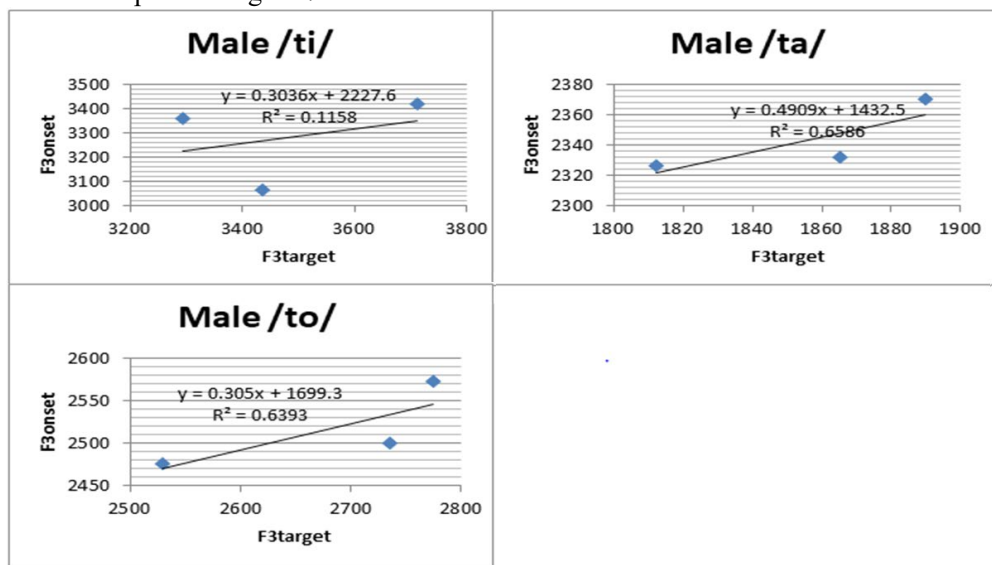 Male /ti/
3500
3400
3300
3200
3100
3000
F3onset
y = 0.3036x + 2227.6
R² = 0.1158
3200 3400 3600 3800
F3target
Male /ta/
2380
2360
2340
2320
2300
F3onset
y = 0.4909x + 1432.5
R² = 0.6586
1800 1820 1840 1860 1880 1900
F3target
Male /to/
2600
2550
2500
2450
F3onset
y = 0.305x + 1699.3
R² = 0.6393
2500 2600 2700 2800
F3target